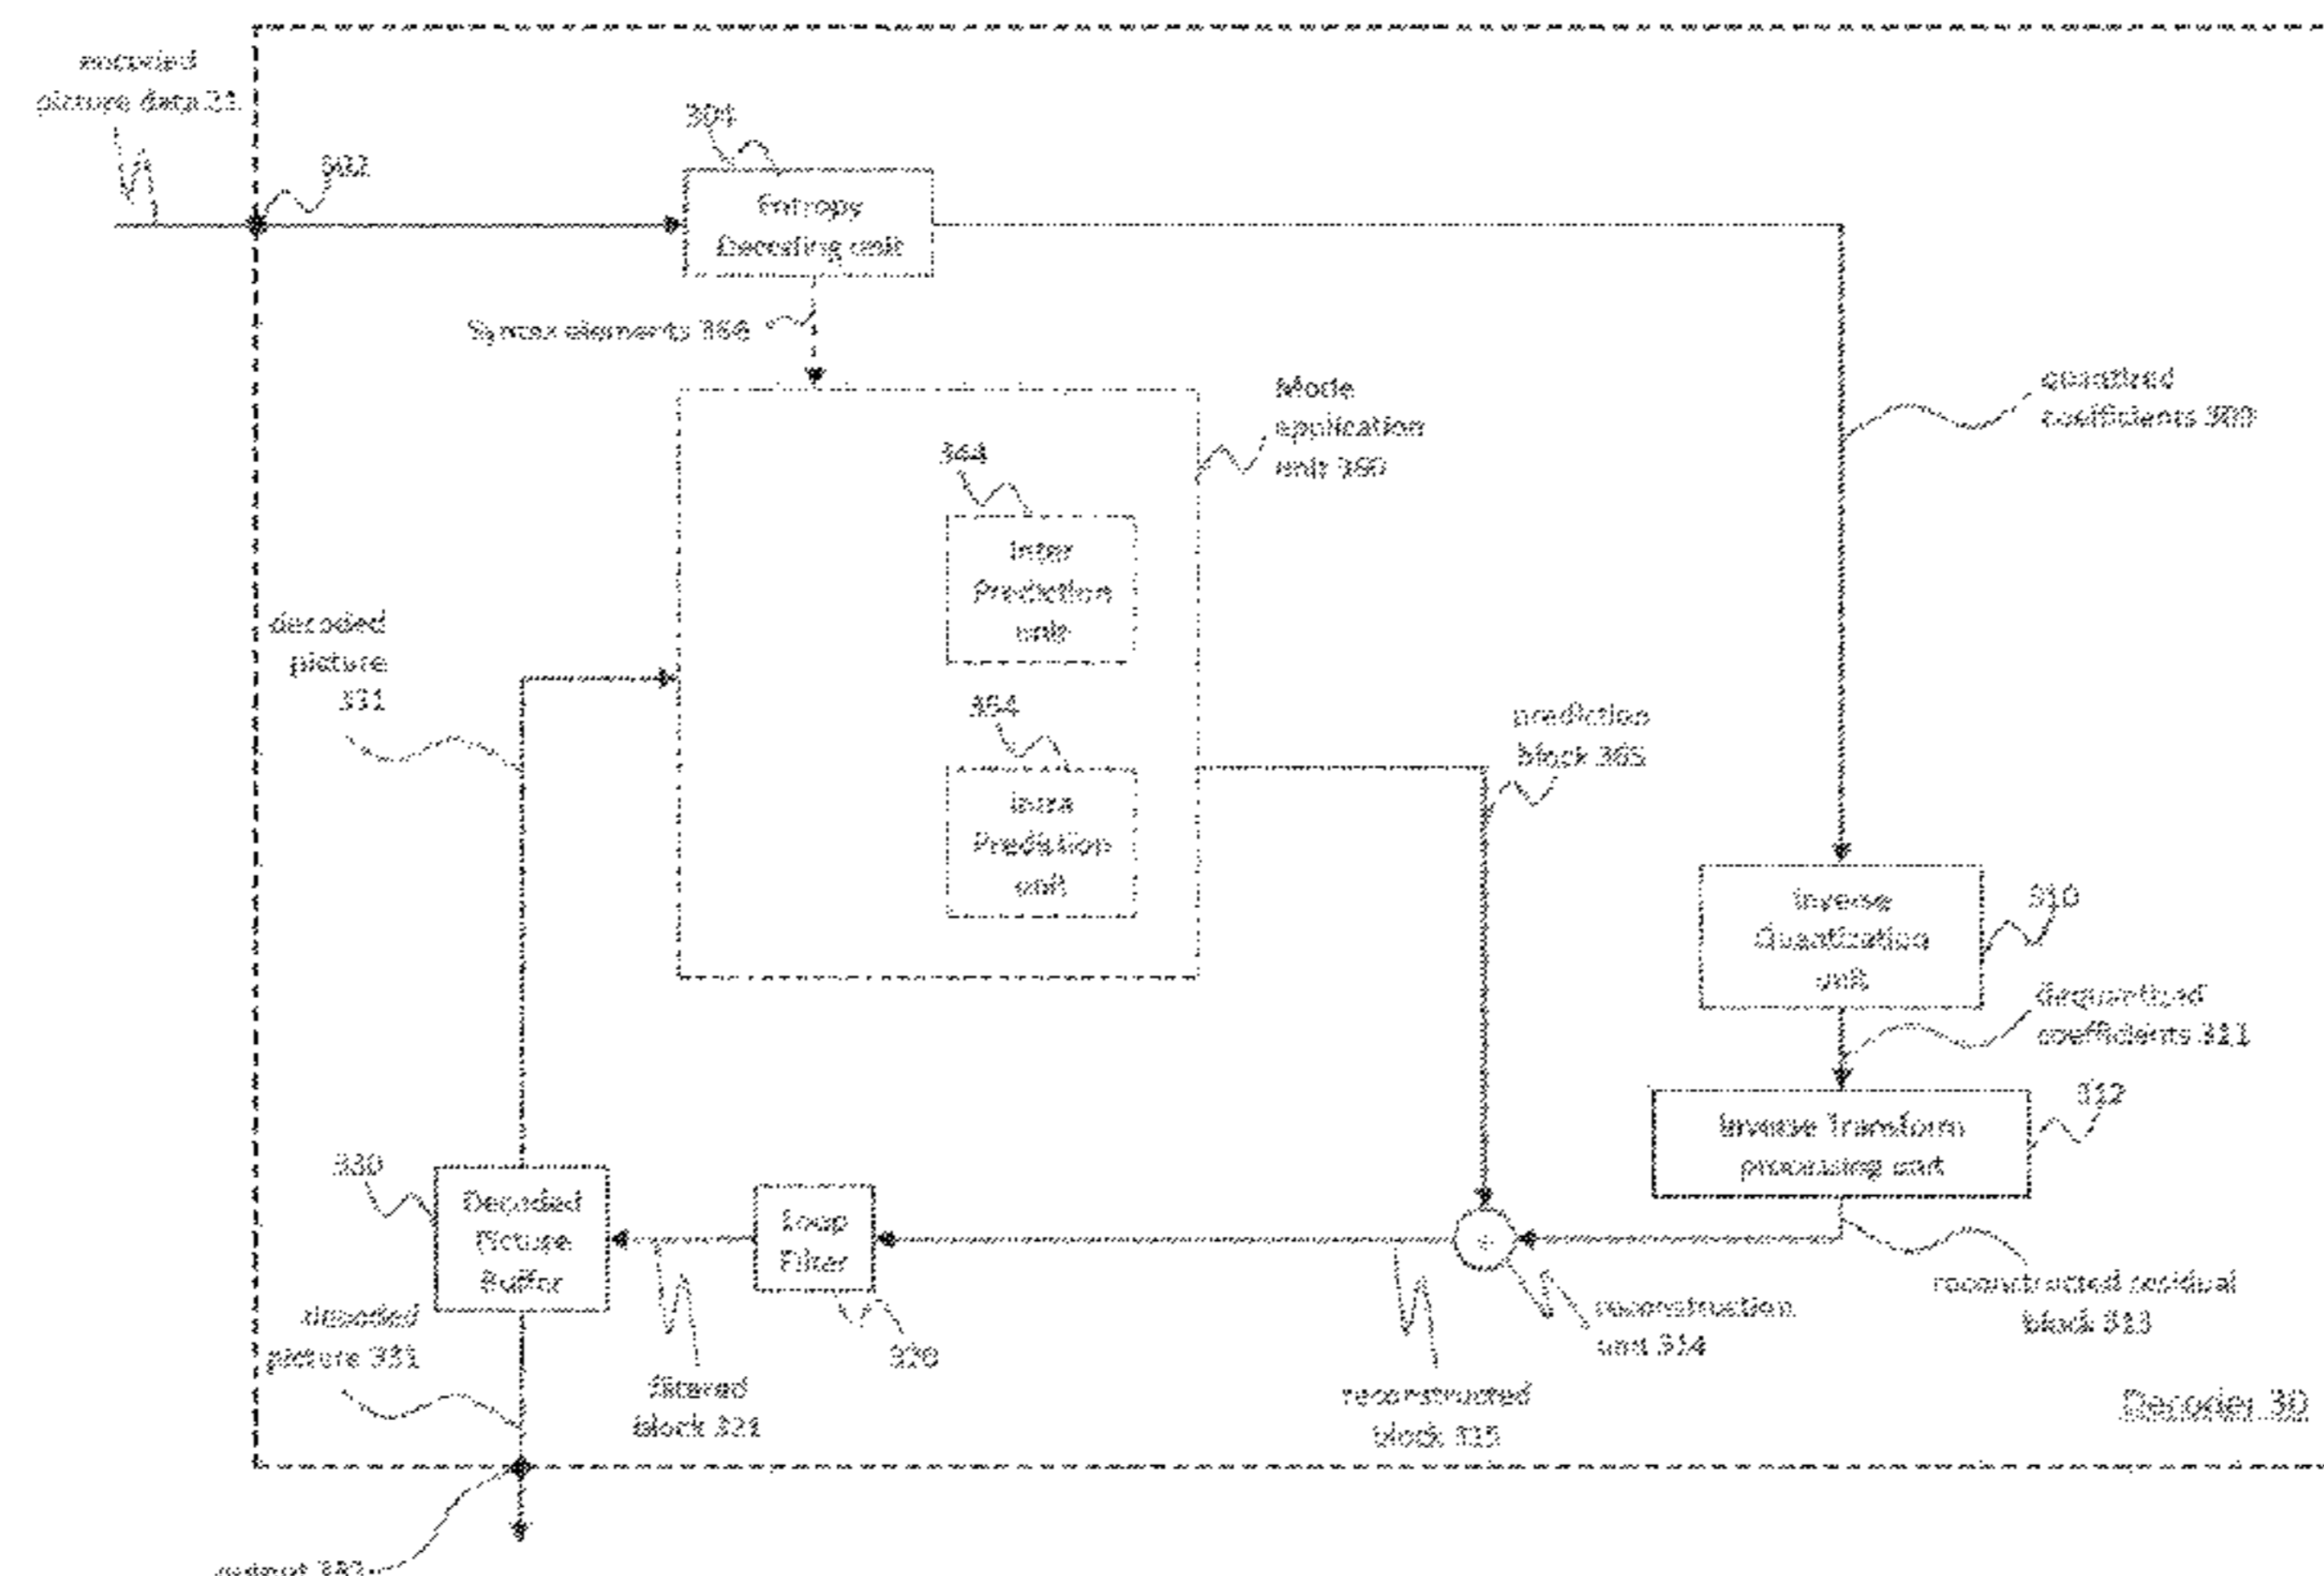 encoded
picture data 21
302
304
Entropy
Decoding unit
Syntax elements 366
Mode
application
unit 360
quantized
coefficients 309
344
Inter
Prediction
unit
decoded
picture
331
354
Intra
Prediction
unit
prediction
block 365
Inverse
Quantization
unit
310
dequantized
coefficients 311
312
Inverse Transform
processing unit
330
Decoded
Picture
Buffer
Loop
Filter
320
decoded
picture 331
filtered
block 321
reconstruction
unit 314
reconstructed residual
block 313
reconstructed
block 315
Decoder 30